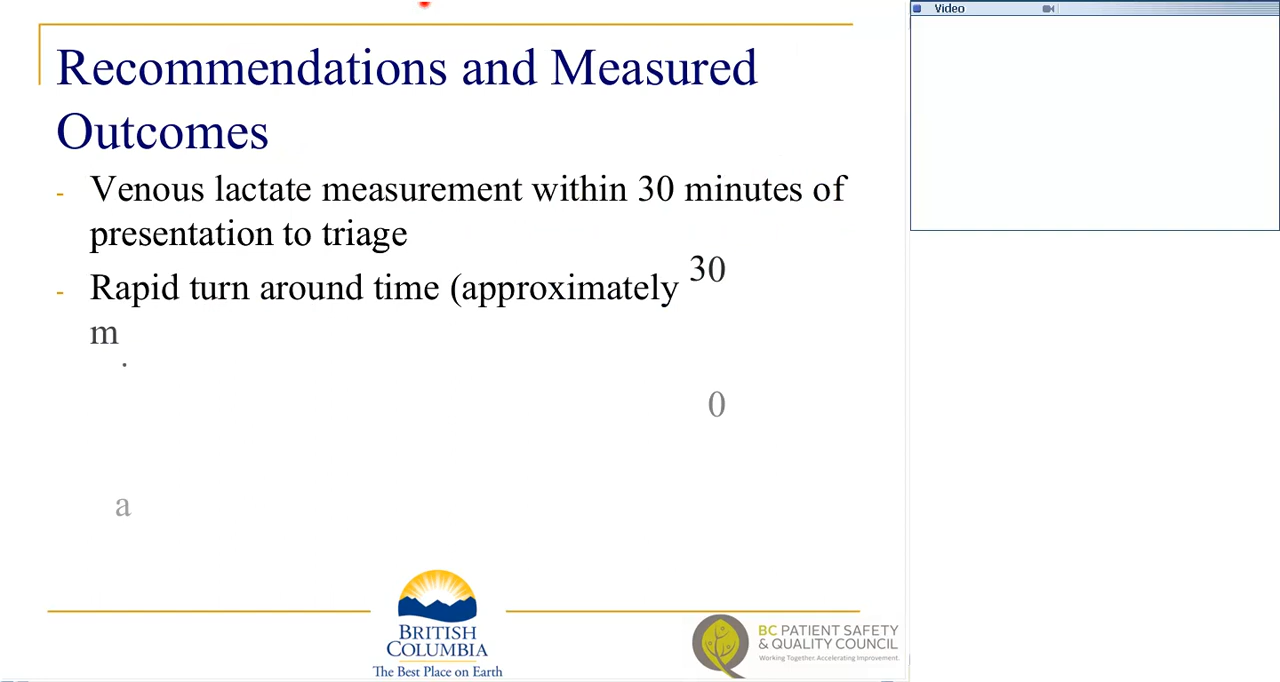 Video
Recommendations and Measured
Outcomes
- Venous lactate measurement within 30 minutes of
presentation to triage
- Rapid turn around time (approximately 30
m
.
0
a
BRITISH
COLUMBIA
The Best Place on Earth
BC PATIENT SAFETY
& QUALITY COUNCIL
Working Together. Accelerating Improvement.